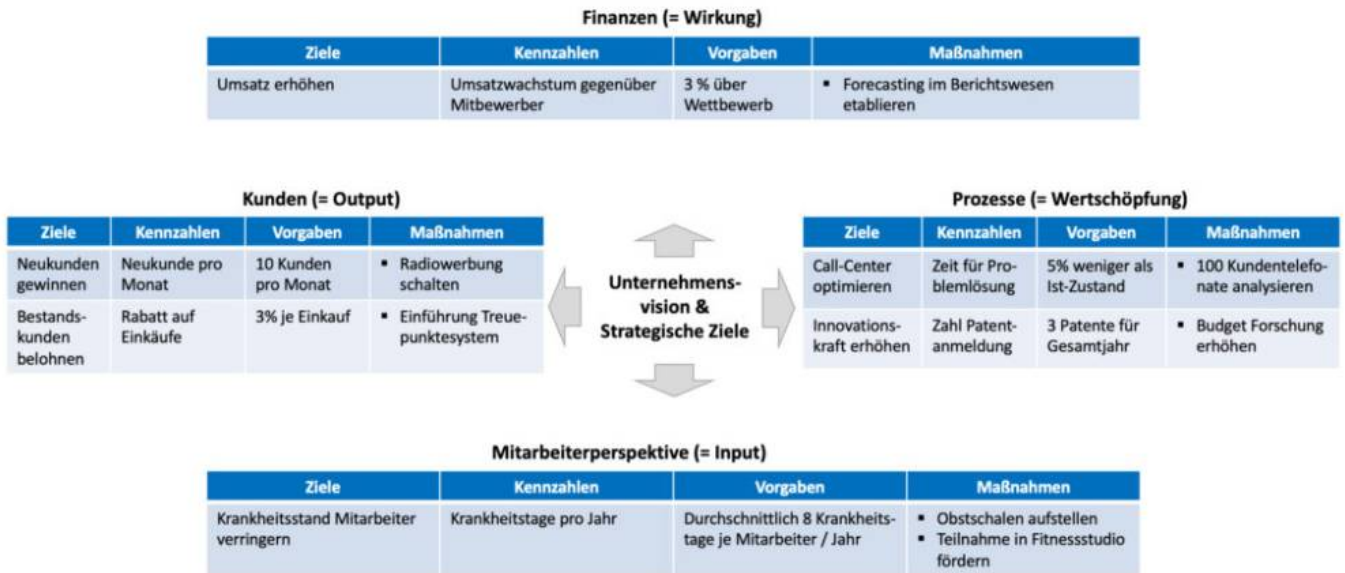 Finanzen (= Wirkung)
Ziele Kennzahlen Vorgaben Maßnahmen
Umsatz erhöhen Umsatzwachstum gegenüber 3 % über ▪ Forecasting im Berichtswesen
Mitbewerber Wettbewerb etablieren
Kunden (= Output)
Ziele Kennzahlen Vorgaben Maßnahmen
Neukunden Neukunde pro 10 Kunden ▪ Radiowerbung
gewinnen Monat pro Monat schalten
Bestands- Rabatt auf 3% je Einkauf ▪ Einführung Treue-
kunden Einkäufe punktesystem
belohnen
Unternehmens-
vision &
Strategische Ziele
Prozesse (= Wertschöpfung)
Ziele Kennzahlen Vorgaben Maßnahmen
Call-Center Zeit für Pro- 5% weniger als ▪ 100 Kundentelefo-
optimieren blemlösung Ist-Zustand nate analysieren
Innovations- Zahl Patent- 3 Patente für ▪ Budget Forschung
kraft erhöhen anmeldung Gesamtjahr erhöhen
Mitarbeiterperspektive (= Input)
Ziele Kennzahlen Vorgaben Maßnahmen
Krankheitsstand Mitarbeiter Krankheitstage pro Jahr Durchschnittlich 8 Krankheits- ▪ Obstschalen aufstellen
verringern tage je Mitarbeiter / Jahr ▪ Teilnahme in Fitnessstudio
fördern